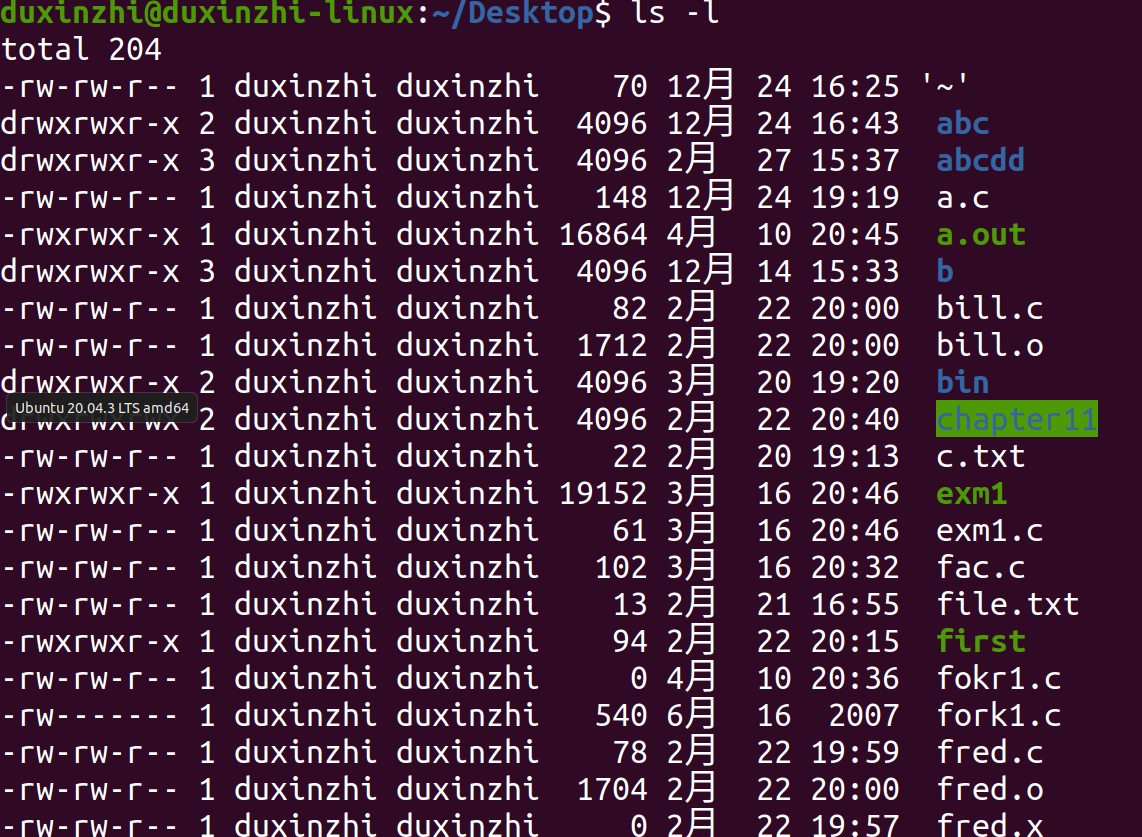 duxinzhi@duxinzhi-linux:~/Desktop$ ls -l
total 204
-rw-rw-r-- 1 duxinzhi duxinzhi    70 12月  24 16:25 '~'
drwxrwxr-x 2 duxinzhi duxinzhi  4096 12月  24 16:43  abc
drwxrwxr-x 3 duxinzhi duxinzhi  4096 2月   27 15:37  abcdd
-rw-rw-r-- 1 duxinzhi duxinzhi   148 12月  24 19:19  a.c
-rwxrwxr-x 1 duxinzhi duxinzhi 16864 4月   10 20:45  a.out
drwxrwxr-x 3 duxinzhi duxinzhi  4096 12月  14 15:33  b
-rw-rw-r-- 1 duxinzhi duxinzhi    82 2月   22 20:00  bill.c
-rw-rw-r-- 1 duxinzhi duxinzhi  1712 2月   22 20:00  bill.o
drwxrwxr-x 2 duxinzhi duxinzhi  4096 3月   20 19:20  bin
Ubuntu 20.04.3 LTS amd64
drwxrwxrwx 2 duxinzhi duxinzhi  4096 2月   22 20:40  chapter11
-rw-rw-r-- 1 duxinzhi duxinzhi    22 2月   20 19:13  c.txt
-rwxrwxr-x 1 duxinzhi duxinzhi 19152 3月   16 20:46  exm1
-rw-rw-r-- 1 duxinzhi duxinzhi    61 3月   16 20:46  exm1.c
-rw-rw-r-- 1 duxinzhi duxinzhi   102 3月   16 20:32  fac.c
-rw-rw-r-- 1 duxinzhi duxinzhi    13 2月   21 16:55  file.txt
-rwxrwxr-x 1 duxinzhi duxinzhi    94 2月   22 20:15  first
-rw-rw-r-- 1 duxinzhi duxinzhi     0 4月   10 20:36  fokr1.c
-rw------- 1 duxinzhi duxinzhi   540 6月   16  2007  fork1.c
-rw-rw-r-- 1 duxinzhi duxinzhi    78 2月   22 19:59  fred.c
-rw-rw-r-- 1 duxinzhi duxinzhi  1704 2月   22 20:00  fred.o
-rw-rw-r-- 1 duxinzhi duxinzhi     0 2月   22 19:57  fred.x